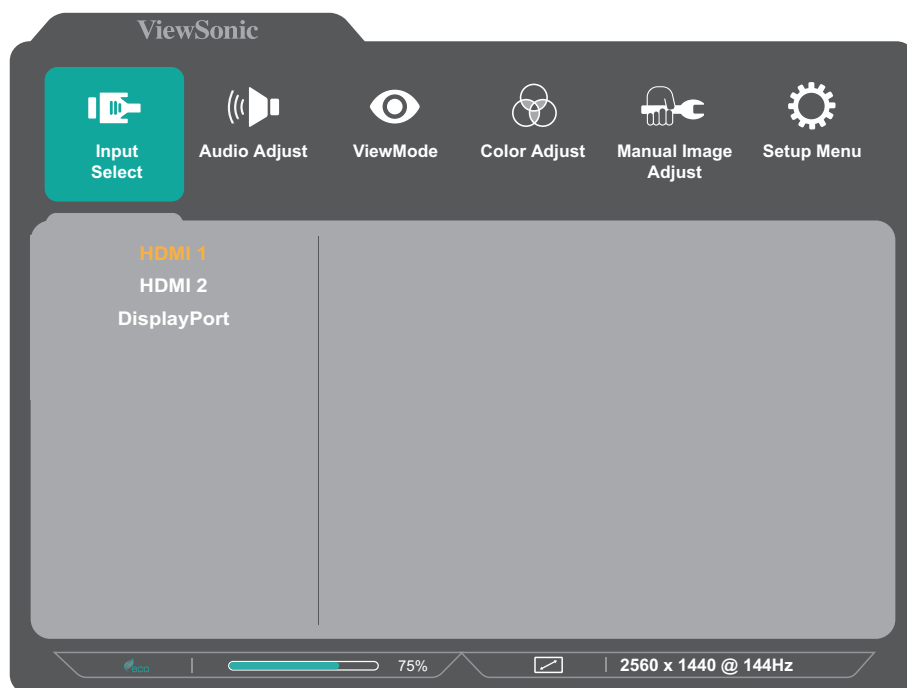 ViewSonic
Input Select
Audio Adjust
ViewMode
Color Adjust
Manual Image Adjust
Setup Menu
HDMI 1
HDMI 2
DisplayPort
ECO
75%
2560 x 1440 @ 144Hz